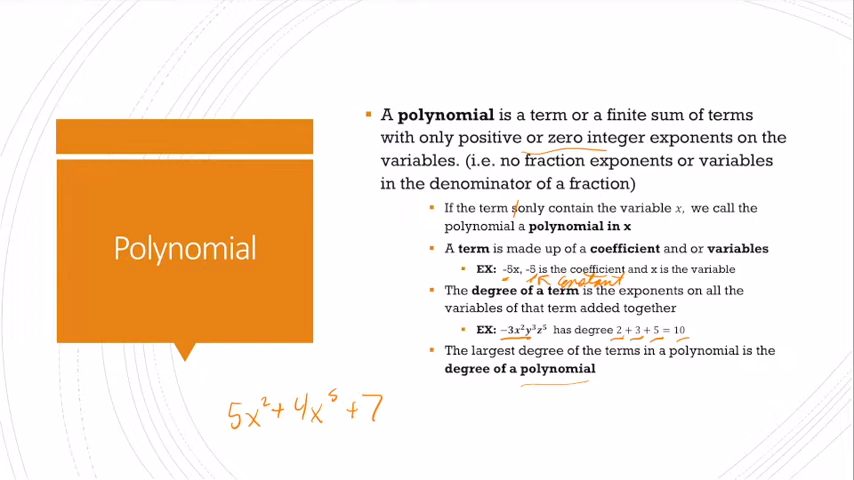 Polynomial
A polynomial is a term or a finite sum of terms
with only positive or zero integer exponents on the
variables. (i.e. no fraction exponents or variables
in the denominator of a fraction)
If the term s only contain the variable x, we call the
polynomial a polynomial in x
A term is made up of a coefficient and or variables
EX: -5x, -5 is the coefficient and x is the variable
constant
The degree of a term is the exponents on all the
variables of that term added together
EX: −3x²y³z⁵ has degree 2 + 3 + 5 = 10
The largest degree of the terms in a polynomial is the
degree of a polynomial
5x² + 4x⁵ + 7